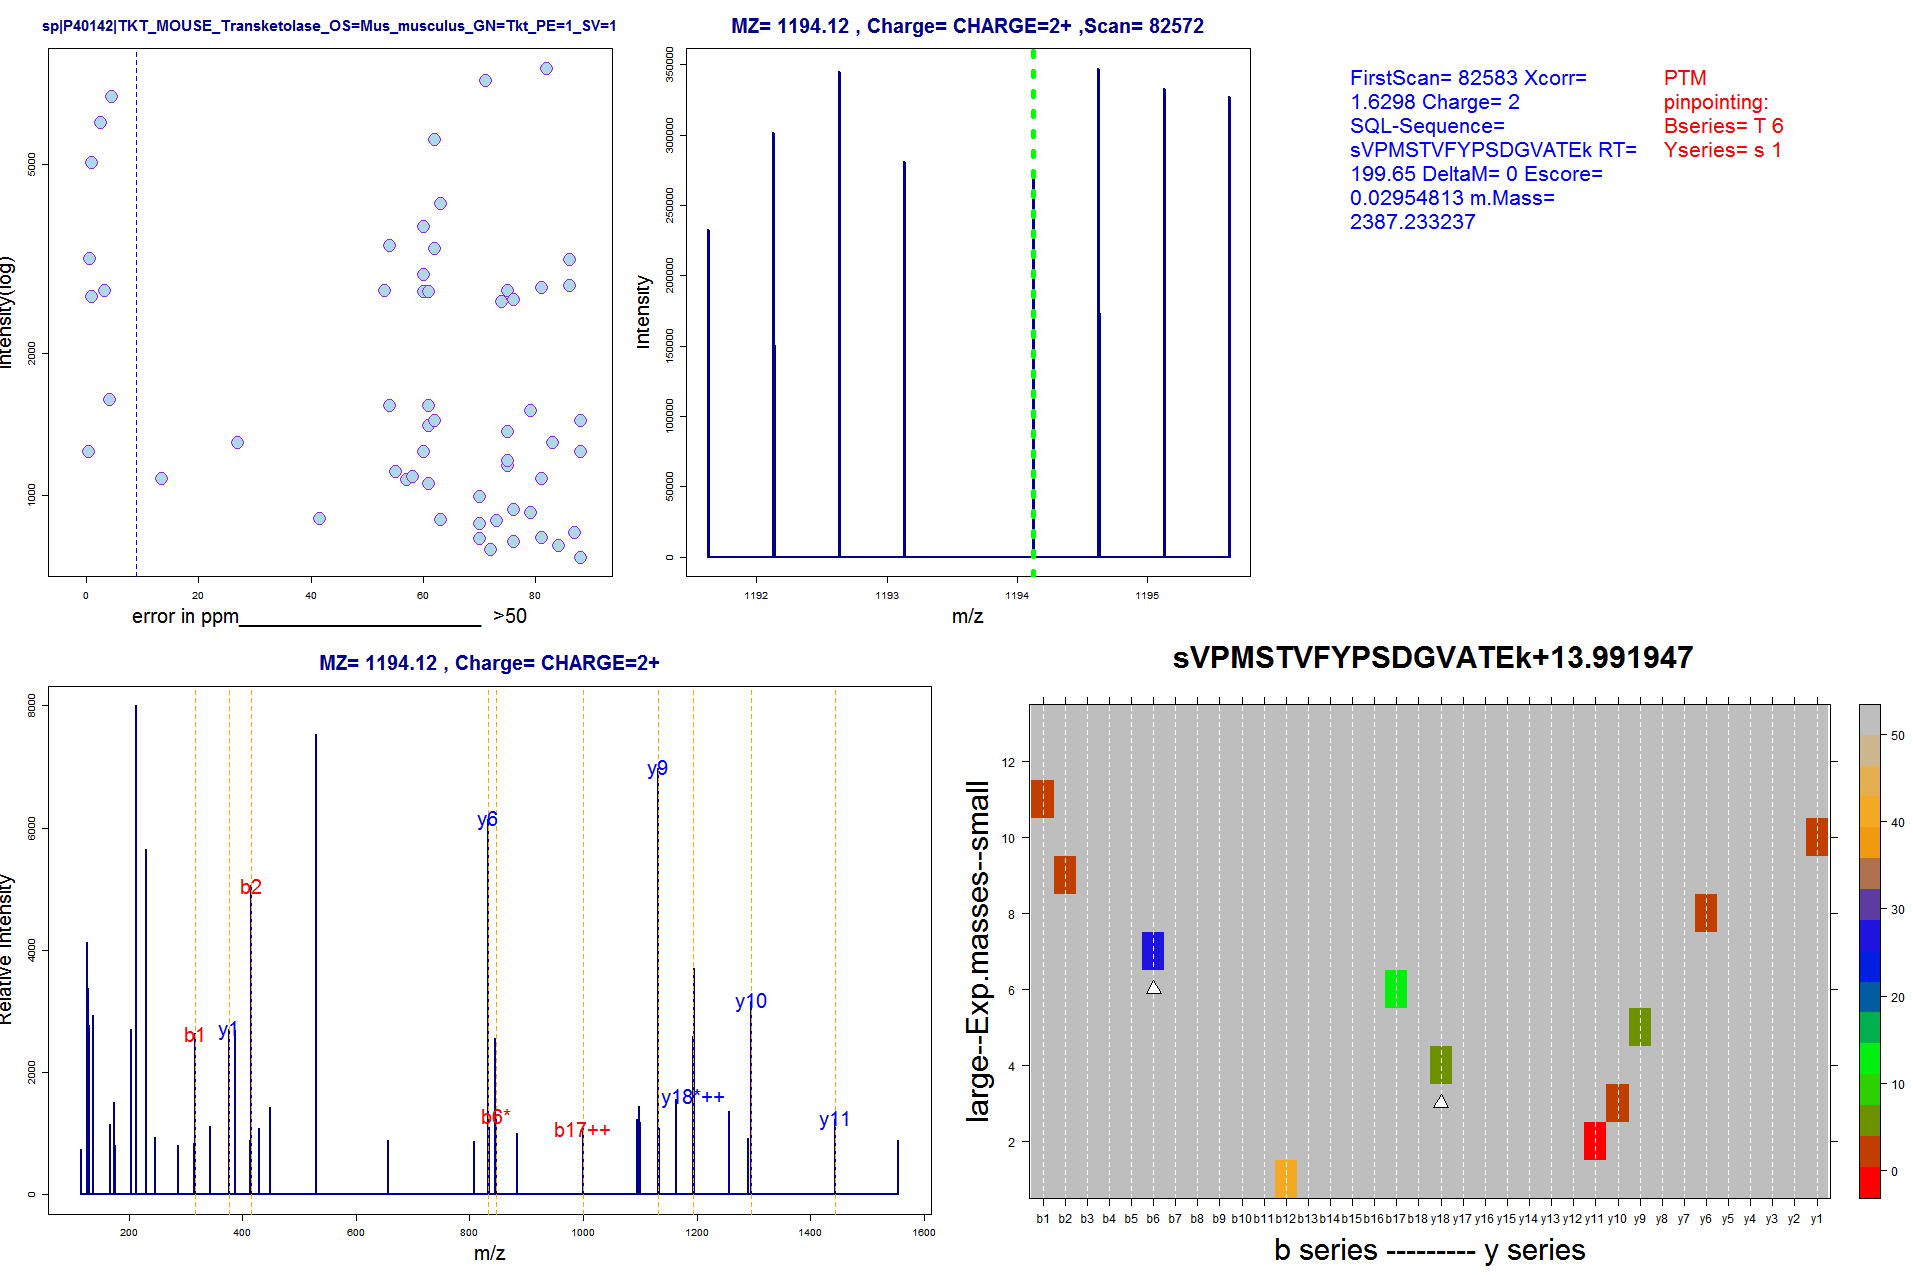 sp|P40142|TKT_MOUSE_Transketolase_OS=Mus_musculus_GN=Tkt_PE=1_SV=1
Intensity(log)
5000
2000
1000
0 20 40 60 80
error in ppm______________________ >50
MZ= 1194.12 , Charge= CHARGE=2+ ,Scan= 82572
Intensity
350000
300000
250000
200000
150000
100000
50000
0
1192 1193 1194 1195
m/z
FirstScan= 82583 Xcorr=
1.6298 Charge= 2
SQL-Sequence=
sVPMSTVFYPSDGVATEk RT=
199.65 DeltaM= 0 Escore=
0.02954813 m.Mass=
2387.233237
PTM
pinpointing:
Bseries= T 6
Yseries= s 1
MZ= 1194.12 , Charge= CHARGE=2+
Relative Intensity
8000
6000
4000
2000
0
y9
y6
b2
y10
b1
y1
y18*++
b6*
b17++
y11
200 400 600 800 1000 1200 1400 1600
m/z
sVPMSTVFYPSDGVATEk+13.991947
large--Exp.masses--small
12
10
8
6
4
2
50
40
30
20
10
0
b1 b2 b3 b4 b5 b6 b7 b8 b9 b10 b11 b12 b13 b14 b15 b16 b17 b18 y18 y17 y16 y15 y14 y13 y12 y11 y10 y9 y8 y7 y6 y5 y4 y3 y2 y1
b series --------- y series